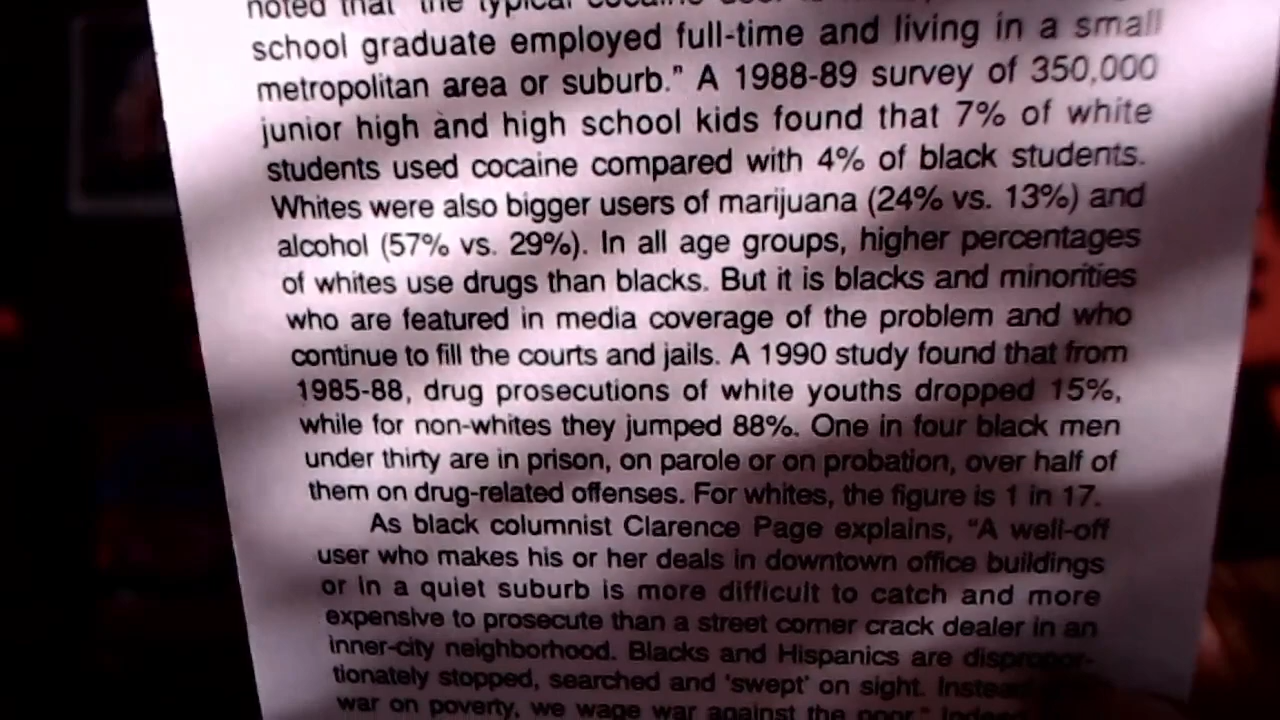 noted that "the typical cocaine
school graduate employed full-time and living in a small
metropolitan area or suburb." A 1988-89 survey of 350,000
junior high and high school kids found that 7% of white
students used cocaine compared with 4% of black students.
Whites were also bigger users of marijuana (24% vs. 13%) and
alcohol (57% vs. 29%). In all age groups, higher percentages
of whites use drugs than blacks. But it is blacks and minorities
who are featured in media coverage of the problem and who
continue to fill the courts and jails. A 1990 study found that from
1985-88, drug prosecutions of white youths dropped 15%,
while for non-whites they jumped 88%. One in four black men
under thirty are in prison, on parole or on probation, over half of
them on drug-related offenses. For whites, the figure is 1 in 17.
As black columnist Clarence Page explains, "A well-off
user who makes his or her deals in downtown office buildings
or in a quiet suburb is more difficult to catch and more
expensive to prosecute than a street corner crack dealer in an
inner-city neighborhood. Blacks and Hispanics are dispropor-
tionately stopped, searched and 'swept' on sight.
war on poverty, we wage war against the poor."